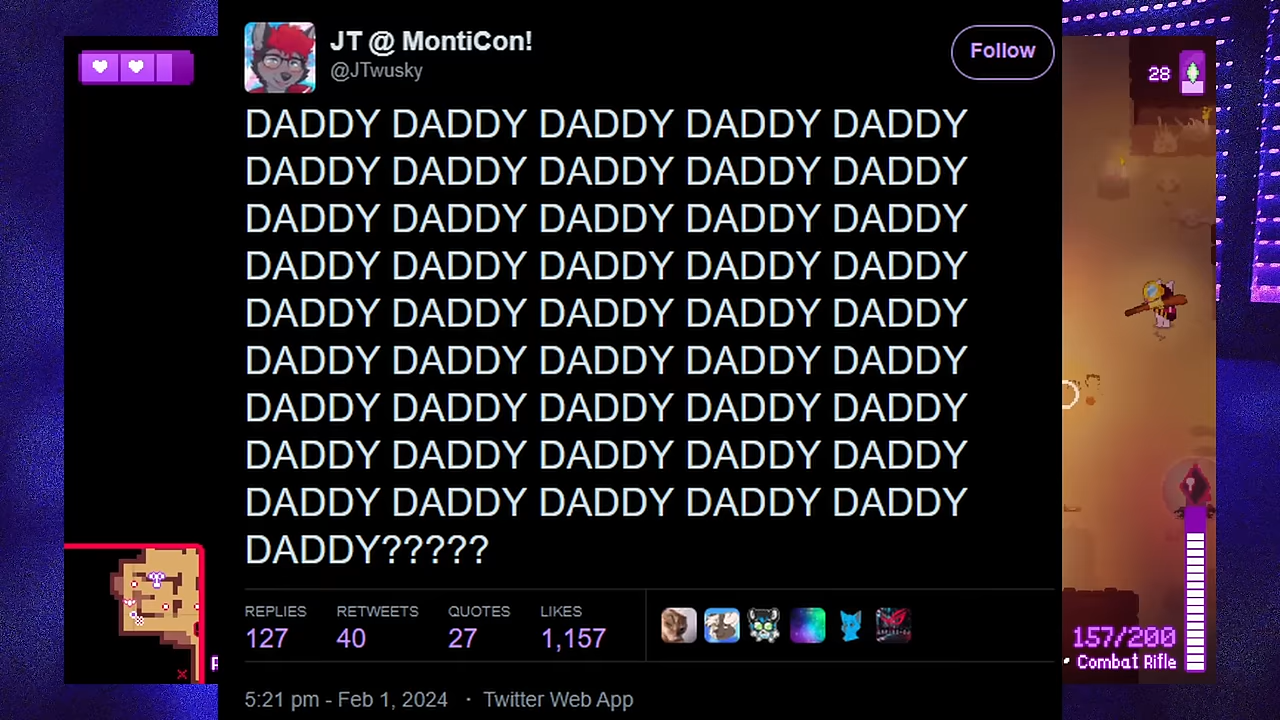 JT @ MontiCon!
@JTwusky
Follow
28
DADDY DADDY DADDY DADDY DADDY
DADDY DADDY DADDY DADDY DADDY
DADDY DADDY DADDY DADDY DADDY
DADDY DADDY DADDY DADDY DADDY
DADDY DADDY DADDY DADDY DADDY
DADDY DADDY DADDY DADDY DADDY
DADDY DADDY DADDY DADDY DADDY
DADDY DADDY DADDY DADDY DADDY
DADDY DADDY DADDY DADDY DADDY
DADDY?????
REPLIES RETWEETS QUOTES LIKES
127 40 27 1,157
157/200
• Combat Rifle
5:21 pm - Feb 1, 2024 · Twitter Web App